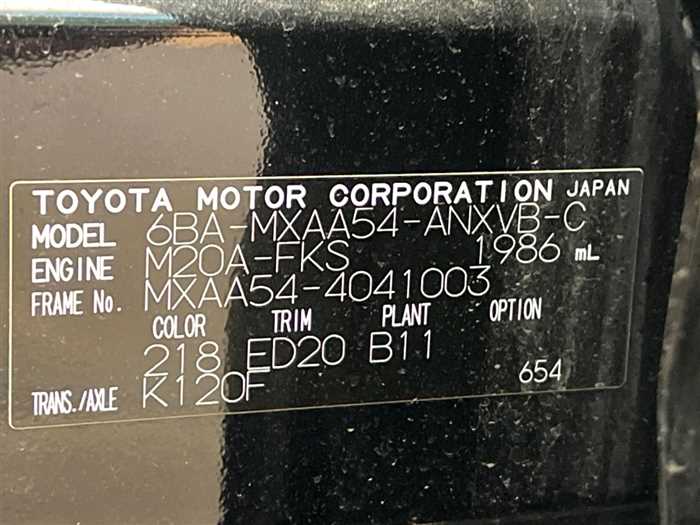 TOYOTA MOTOR CORPORATION JAPAN
MODEL 6BA-MXAA54-ANXVB-C
ENGINE M20A-FKS 1986 mL
FRAME No. MXAA54-4041003
COLOR TRIM PLANT OPTION
218 ED20 B11
TRANS./AXLE K120F 654